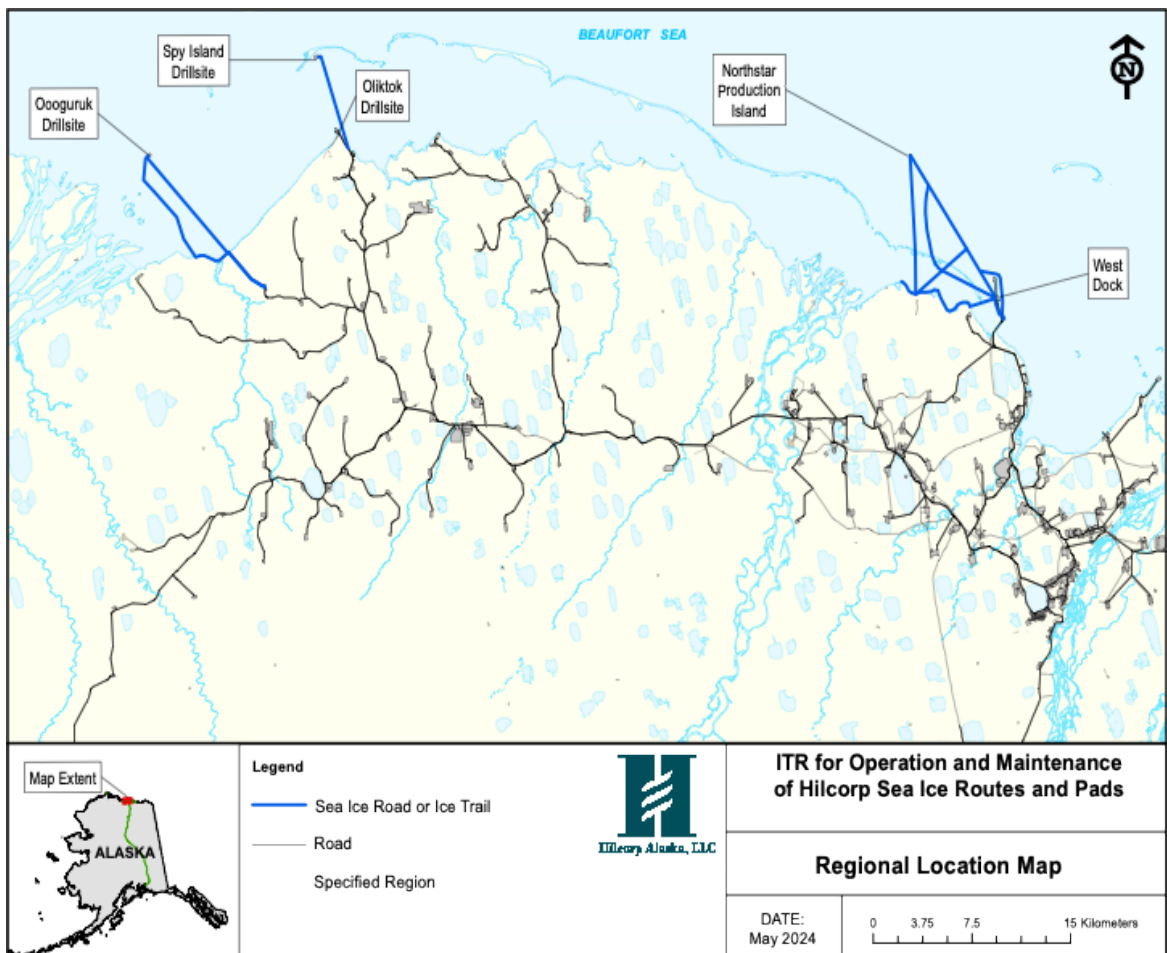 BEAUFORT SEA
Spy Island
Drillsite
Oliktok
Drillsite
Northstar
Production
Island
N
Oooguruk
Drillsite
West
Dock
Map Extent
ALASKA
Legend
Sea Ice Road or Ice Trail
Road
Specified Region
Hilcorp Alaska, LLC
ITR for Operation and Maintenance
of Hilcorp Sea Ice Routes and Pads
Regional Location Map
DATE:
May 2024
0 3.75 7.5 15 Kilometers